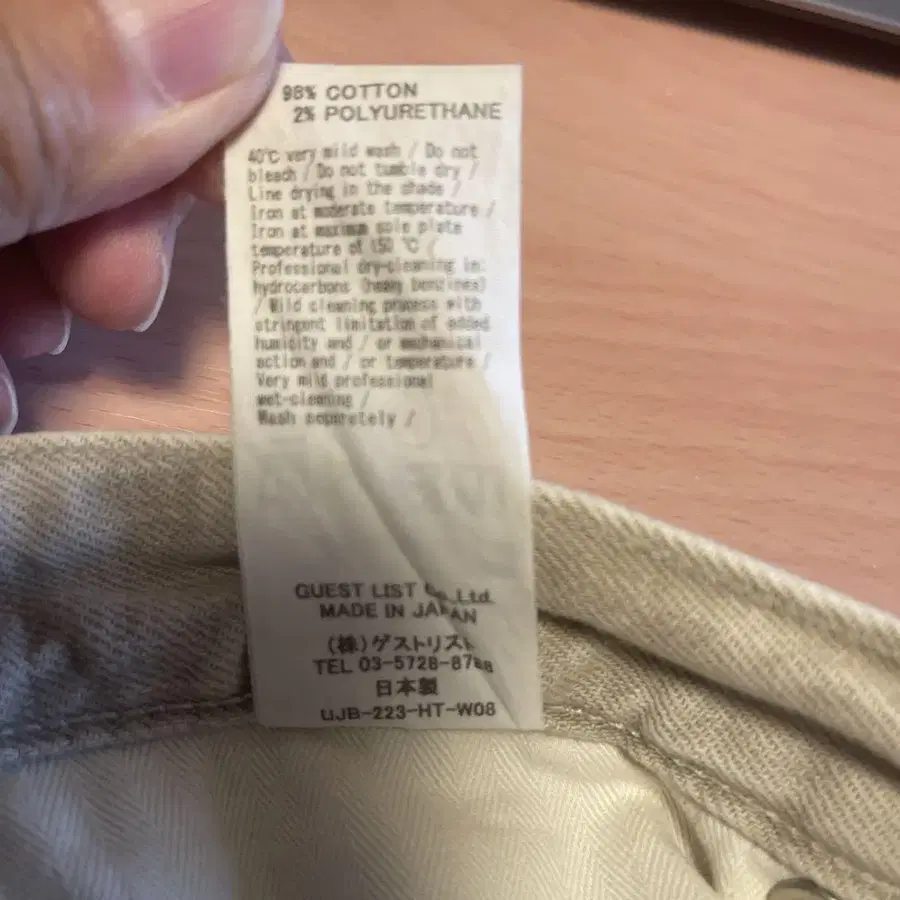 98% COTTON
2% POLYURETHANE
40℃ very mild wash / Do not
bleach / Do not tumble dry /
Line drying in the shade /
Iron at moderate temperature /
Iron at maximum sole plate
temperature of 150 ℃ /
Professional dry-cleaning in:
hydrocarbons (heavy benzines)
/ Mild cleaning process with
stringent limitation of added
humidity and / or mechanical
action and / or temperature /
Very mild professional
wet-cleaning /
Wash separately /
GUEST LIST Co.,Ltd.
MADE IN JAPAN
(株)ゲストリスト
TEL 03-5728-8788
日本製
UJB-223-HT-W08